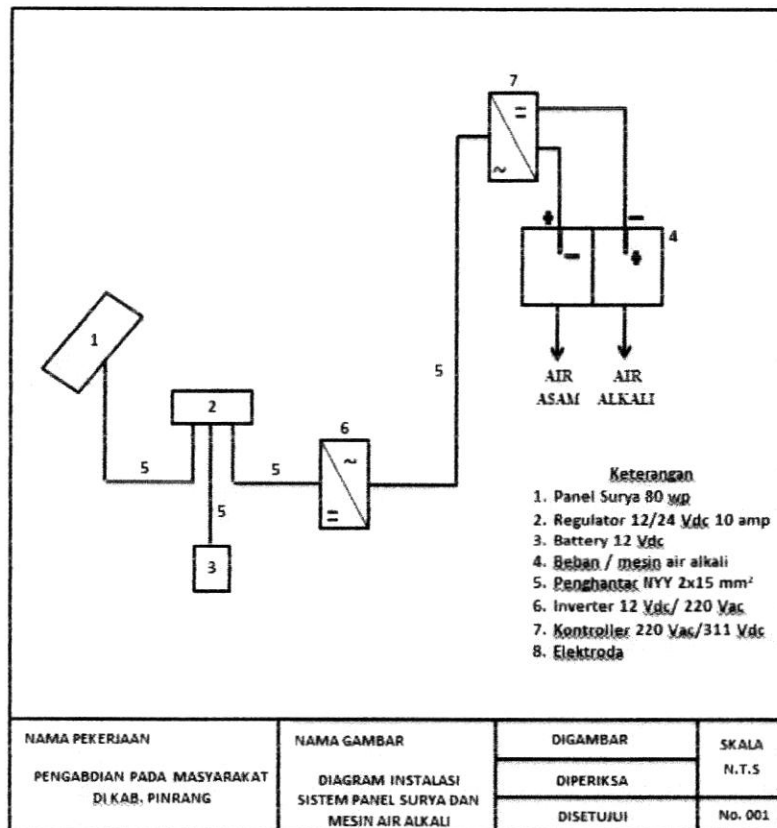 7
=
~
+
−
4
−
+
1
AIR
ASAM
AIR
ALKALI
5
2
6
5
5
~
=
5
3
Keterangan
1. Panel Surya 80 wp
2. Regulator 12/24 Vdc 10 amp
3. Battery 12 Vdc
4. Beban / mesin air alkali
5. Penghantar NYY 2x15 mm²
6. Inverter 12 Vdc/ 220 Vac
7. Kontroller 220 Vac/311 Vdc
8. Elektroda
NAMA PEKERJAAN
PENGABDIAN PADA MASYARAKAT
DI KAB. PINRANG
NAMA GAMBAR
DIAGRAM INSTALASI
SISTEM PANEL SURYA DAN
MESIN AIR ALKALI
DIGAMBAR
DIPERIKSA
DISETUJUI
SKALA
N.T.S
No. 001